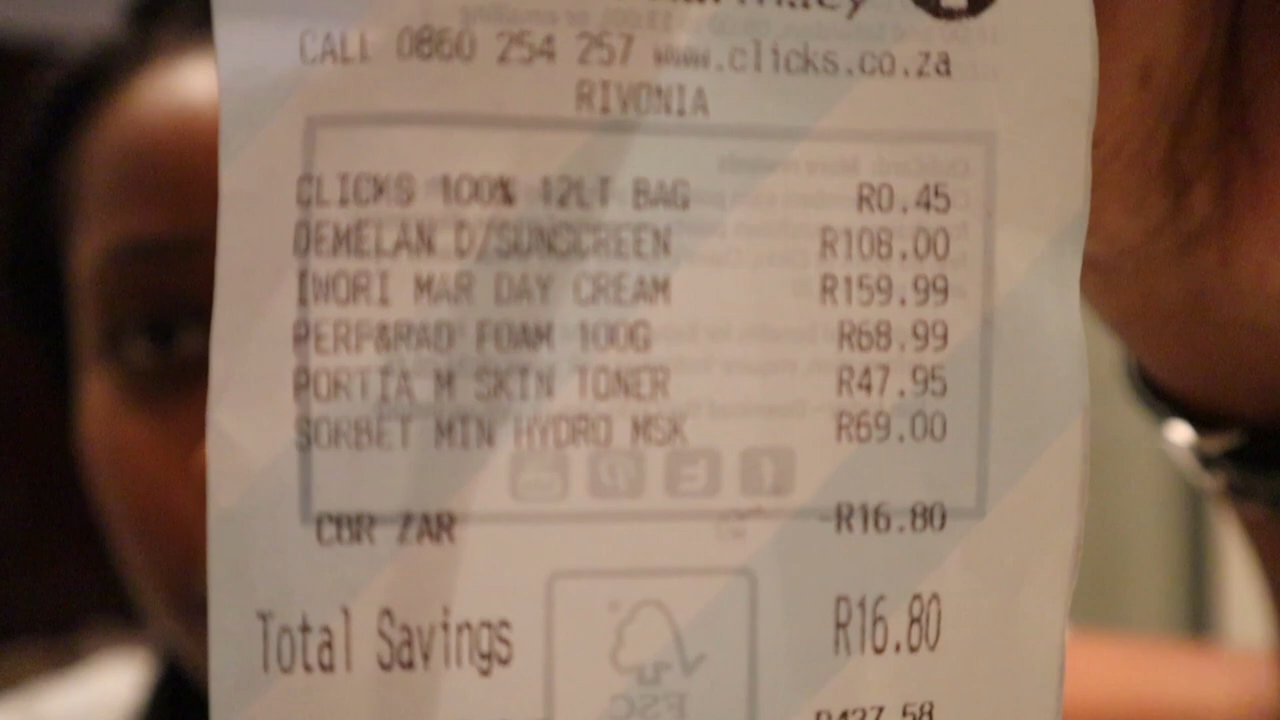 CALL 0860 254 257 www.clicks.co.za
RIVONIA
CLICKS 100% 12LT BAG R0.45
DEMELAN D/SUNSCREEN R108.00
IWORI MAR DAY CREAM R159.99
PERF&RAD FOAM 100G R68.99
PORTIA M SKIN TONER R47.95
SORBET MIN HYDRO MSK R69.00
CBR ZAR -R16.80
Total Savings R16.80
R437.58